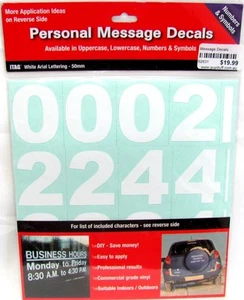 More Application Ideas
on Reverse Side
Personal Message Decals
Available in Uppercase, Lowercase, Numbers & Symbols
Numbers
& Symbols
Message Decals
$19.99
ITAG White Arial Lettering - 50mm
0002!
2244
For list of included characters - see reverse side
BUSINESS HOURS
Monday to Friday
8:30 A.M. to 4:30 P.M.
DIY - Save money!
Easy to apply
Professional results
Commercial grade vinyl
Suitable Indoors / Outdoors